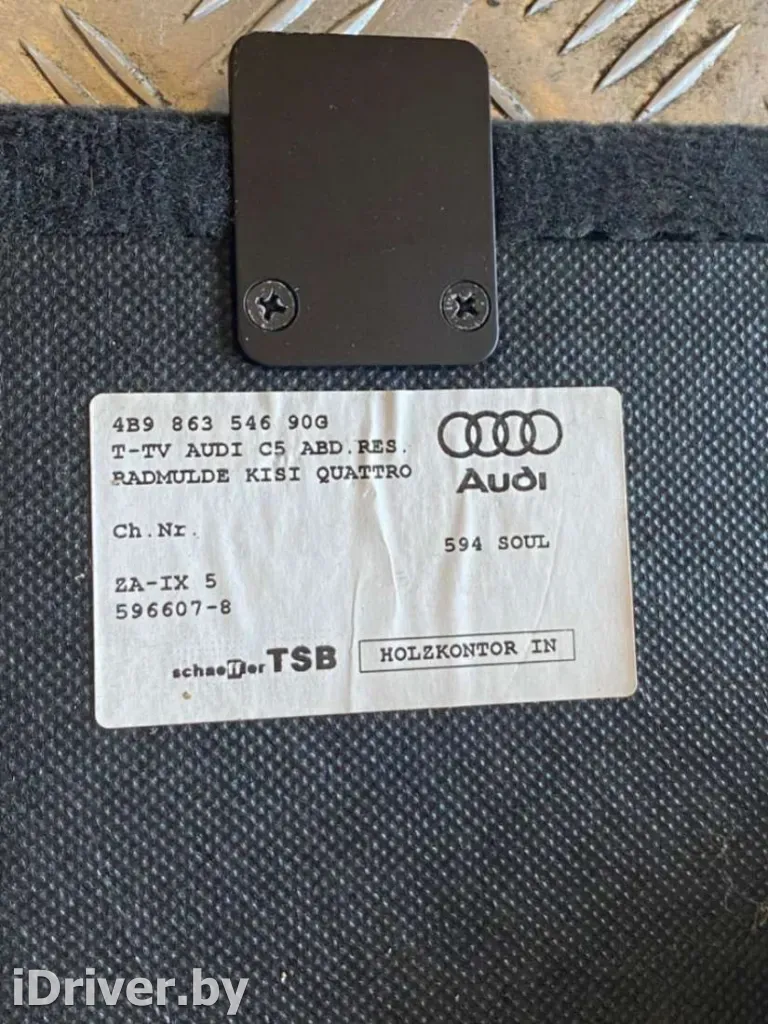 4B9 863 546 90G
T-TV AUDI C5 ABD.RES.
RADMULDE KISI QUATTRO
Audi
Ch.Nr.
594 SOUL
ZA-IX 5
596607-8
schaeffler TSB
HOLZKONTOR IN
iDriver.by